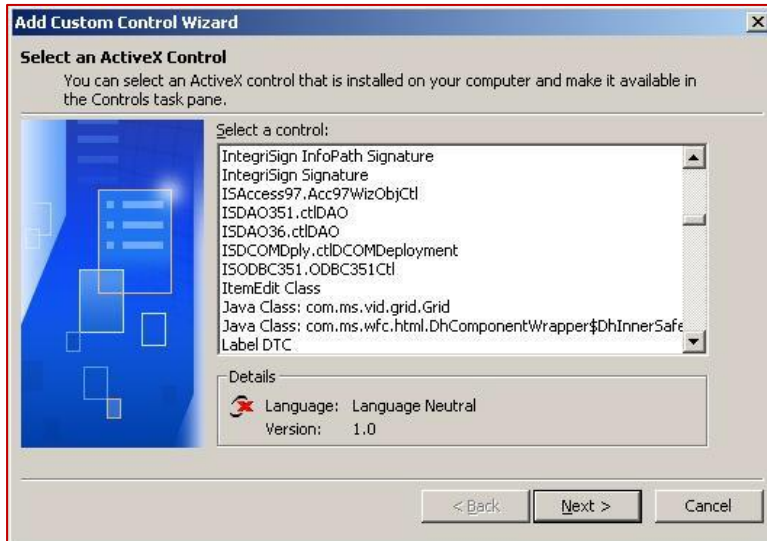 Add Custom Control Wizard
Select an ActiveX Control
You can select an ActiveX control that is installed on your computer and make it available in
the Controls task pane.
Select a control:
IntegriSign InfoPath Signature
IntegriSign Signature
ISAccess97.Acc97WizObjCtl
ISDAO351.ctlDAO
ISDAO36.ctlDAO
ISDCOMDply.ctlDCOMDeployment
ISODBC351.ODBC351Ctl
ItemEdit Class
Java Class: com.ms.vid.grid.Grid
Java Class: com.ms.wfc.html.DhComponentWrapper$DhInnerSafe
Label DTC
Details
Language: Language Neutral
Version: 1.0
< Back Next > Cancel